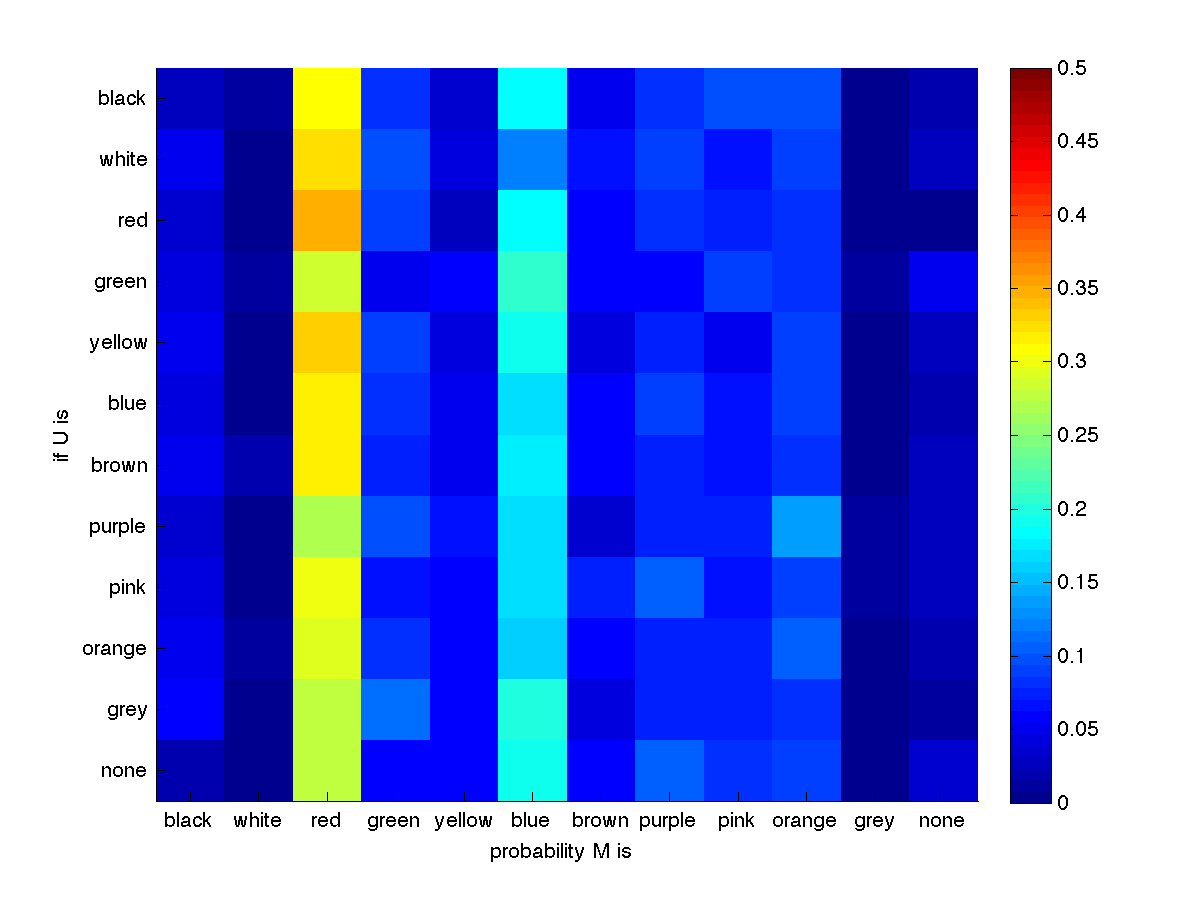 black
white
red
green
yellow
blue
brown
purple
pink
orange
grey
none
if U is
black white red green yellow blue brown purple pink orange grey none
probability M is
0.5
0.45
0.4
0.35
0.3
0.25
0.2
0.15
0.1
0.05
0